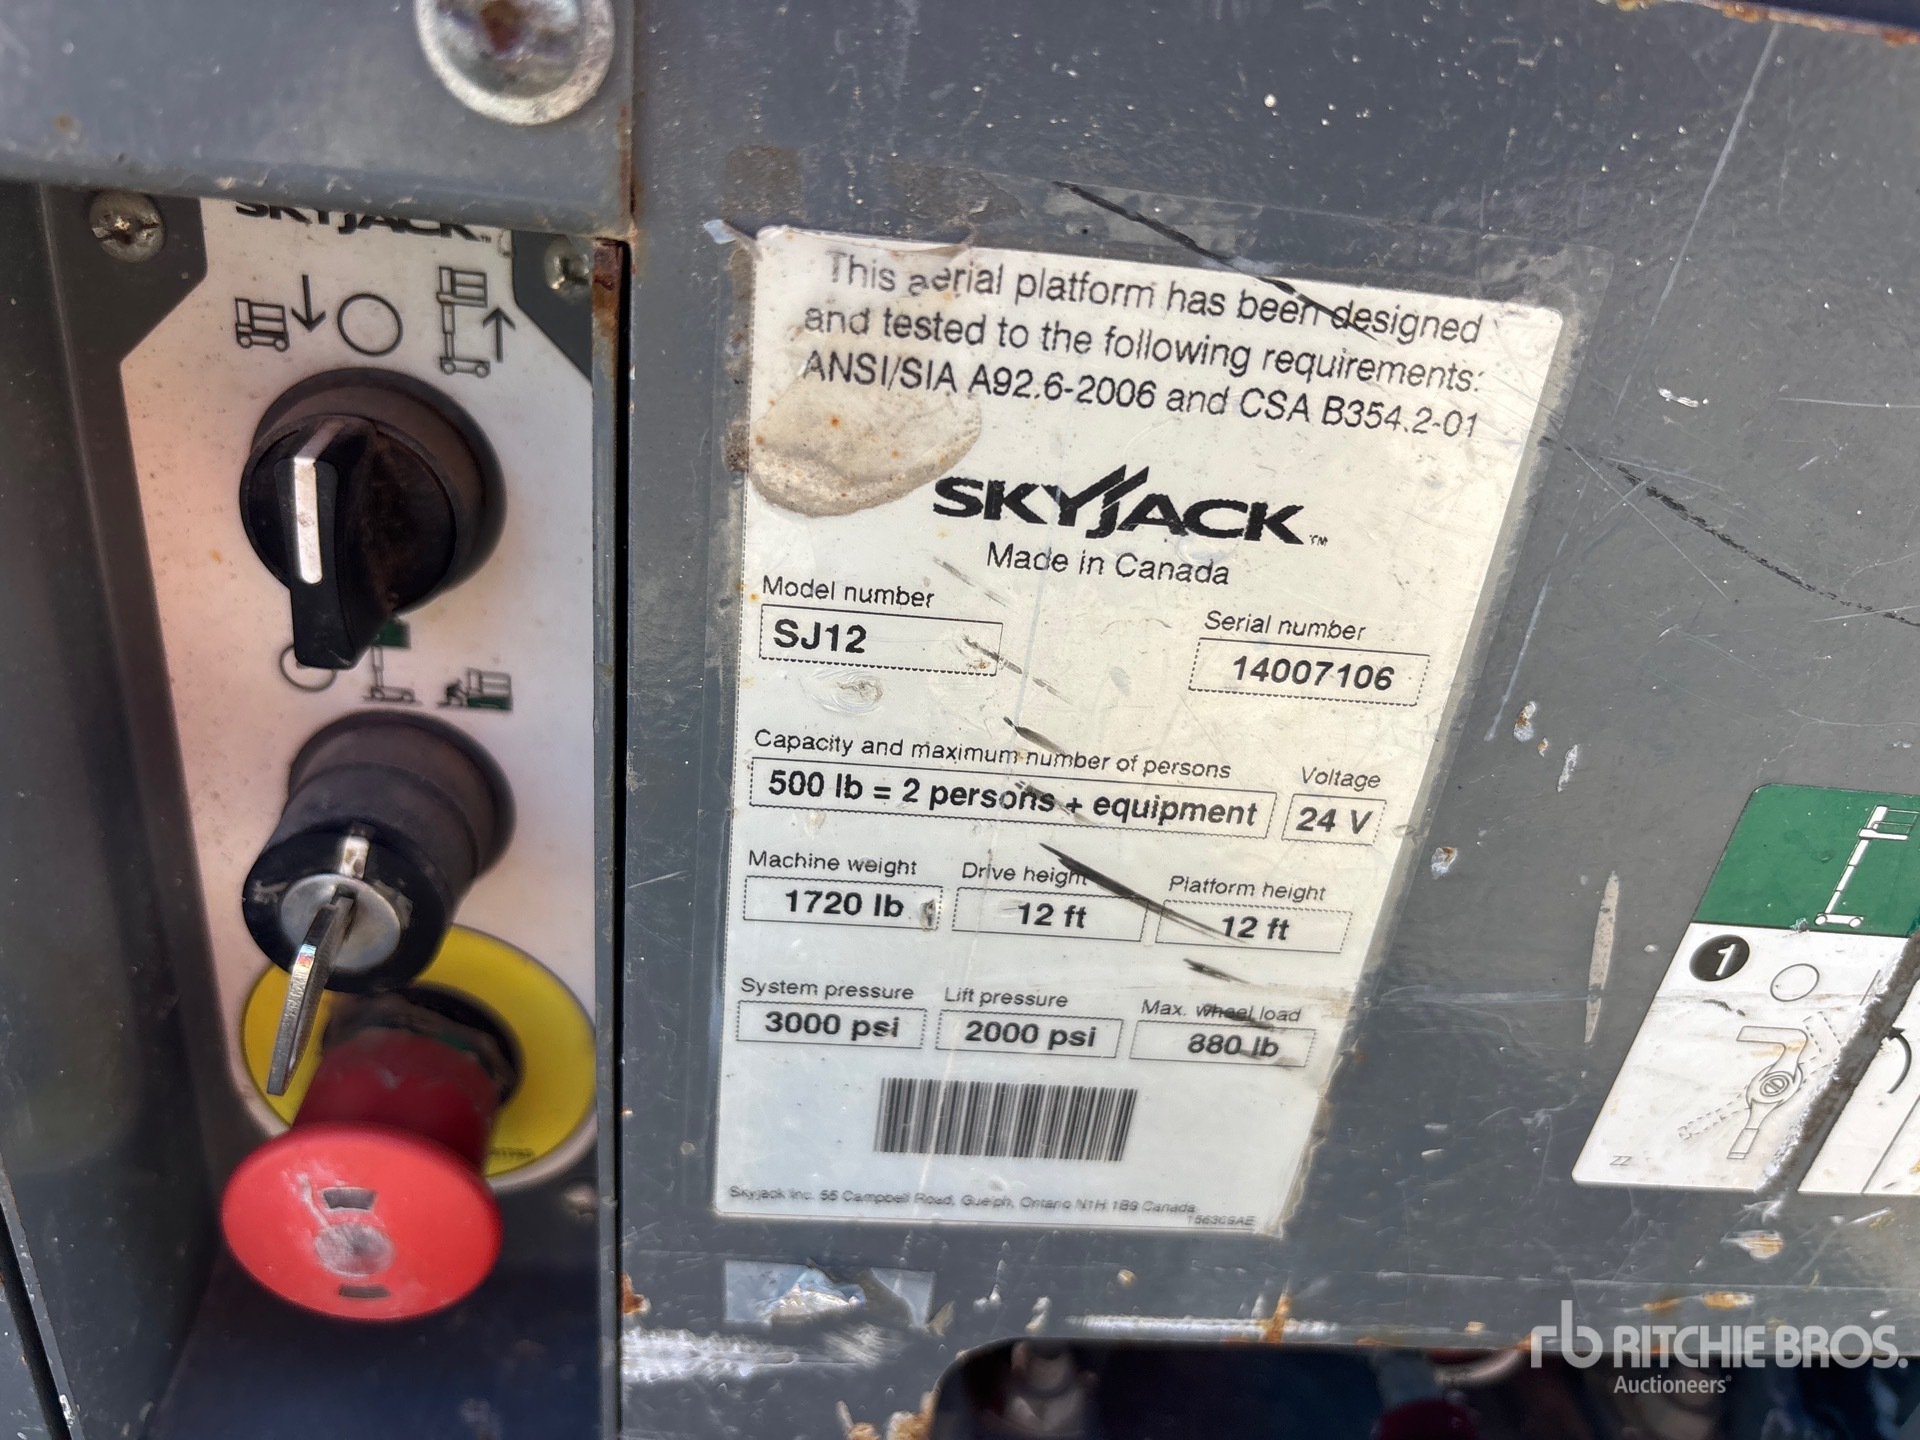 SKYJACK
This aerial platform has been designed
and tested to the following requirements:
ANSI/SIA A92.6-2006 and CSA B354.2-01
SKYJACK™
Made in Canada
Model number
SJ12
Serial number
14007106
Capacity and maximum number of persons
500 lb = 2 persons + equipment
Voltage
24 V
Machine weight
1720 lb
Drive height
12 ft
Platform height
12 ft
System pressure
3000 psi
Lift pressure
2000 psi
Max. wheel load
880 lb
Skyjack Inc. 55 Campbell Road, Guelph, Ontario N1H 1B9 Canada
1
rb RITCHIE BROS.
Auctioneers